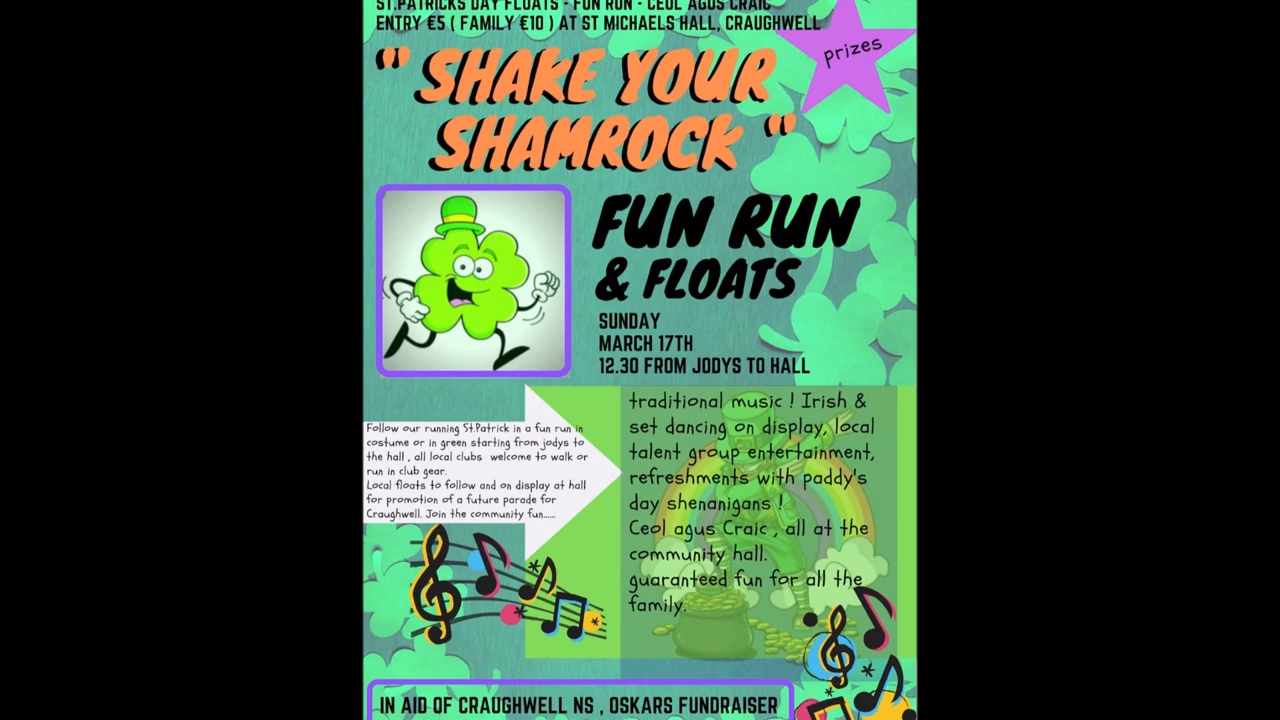 ST.PATRICKS DAY FLOATS - FUN RUN - CEOL AGUS CRAIC
ENTRY €5 ( FAMILY €10 ) AT ST MICHAELS HALL, CRAUGHWELL
prizes
" SHAKE YOUR
SHAMROCK "
FUN RUN
& FLOATS
SUNDAY
MARCH 17TH
12.30 FROM JODYS TO HALL
Follow our running St.Patrick in a fun run in
costume or in green starting from jodys to
the hall , all local clubs welcome to walk or
run in club gear.
Local floats to follow and on display at hall
for promotion of a future parade for
Craughwell. Join the community fun......
traditional music ! Irish &
set dancing on display, local
talent group entertainment,
refreshments with paddy's
day shenanigans !
Ceol agus Craic , all at the
community hall.
guaranteed fun for all the
family.
IN AID OF CRAUGHWELL NS , OSKARS FUNDRAISER